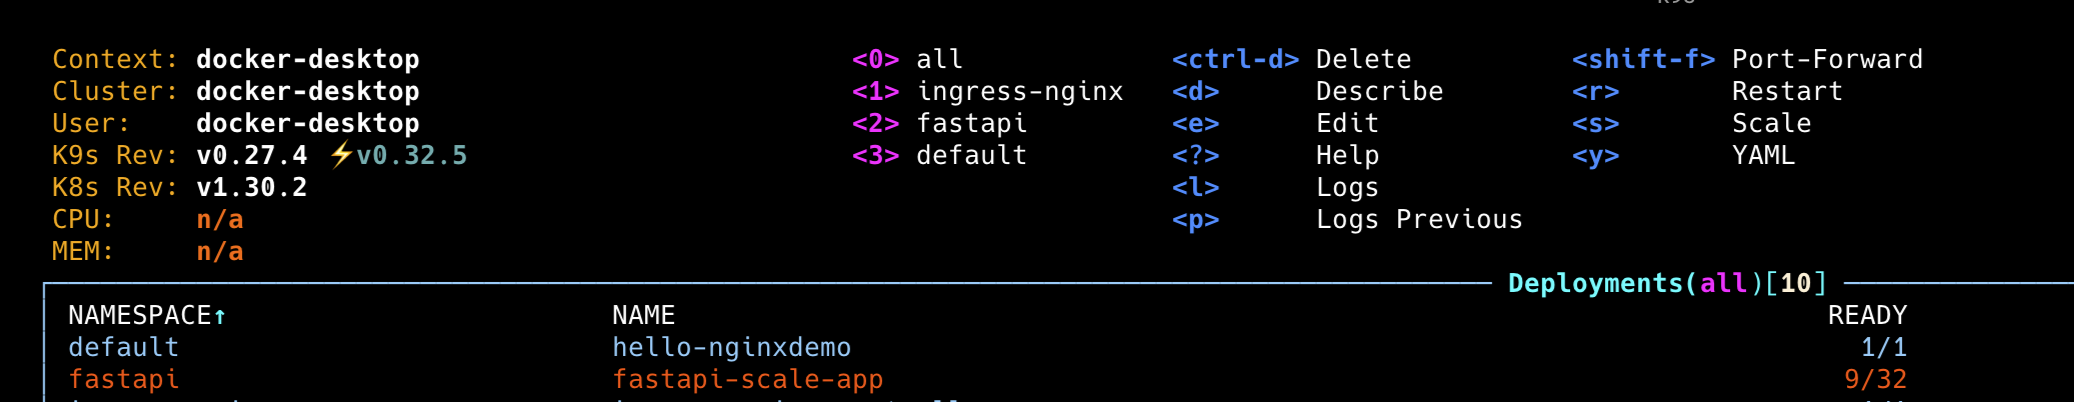 Context: docker-desktop <0> all <ctrl-d> Delete <shift-f> Port-Forward
Cluster: docker-desktop <1> ingress-nginx <d> Describe <r> Restart
User: docker-desktop <2> fastapi <e> Edit <s> Scale
K9s Rev: v0.27.4 ⚡v0.32.5 <3> default <?> Help <y> YAML
K8s Rev: v1.30.2 <l> Logs
CPU: n/a <p> Logs Previous
MEM: n/a
Deployments(all)[10]
NAMESPACE↑ NAME READY
default hello-nginxdemo 1/1
fastapi fastapi-scale-app 9/32